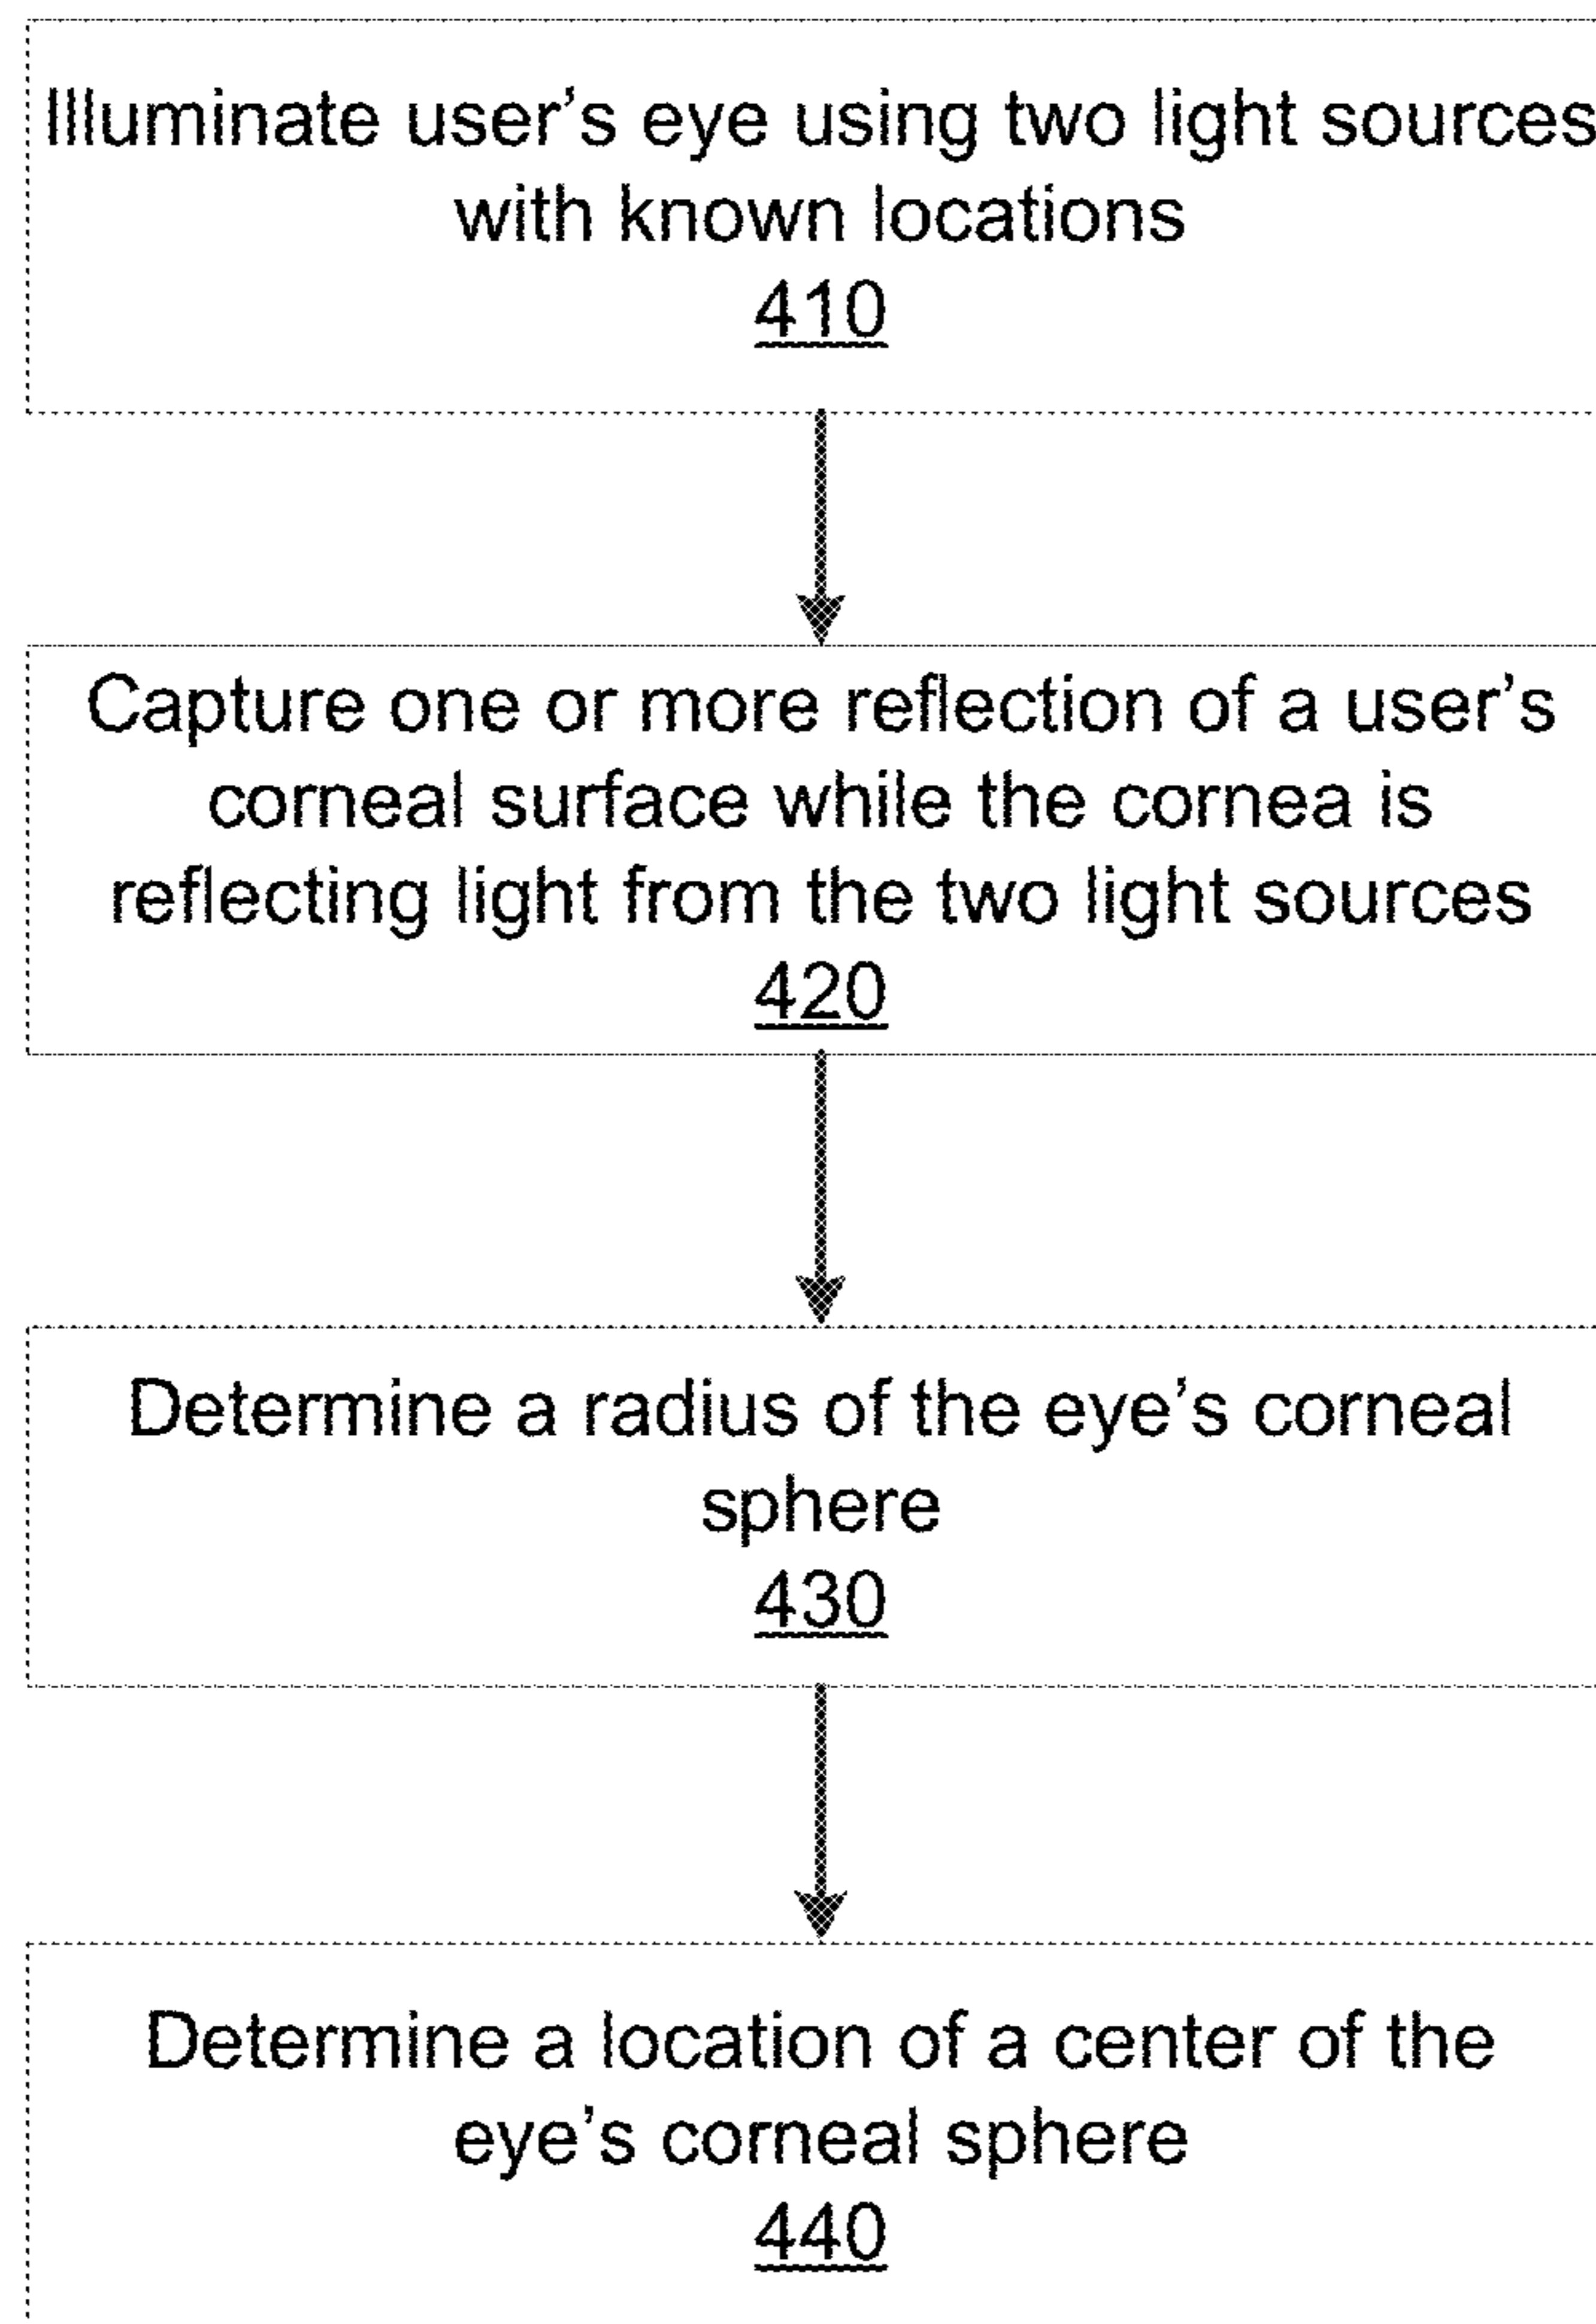 Illuminate user's eye using two light sources
with known locations
410
Capture one or more reflection of a user's
corneal surface while the cornea is
reflecting light from the two light sources
420
Determine a radius of the eye's corneal
sphere
430
Determine a location of a center of the
eye's corneal sphere
440